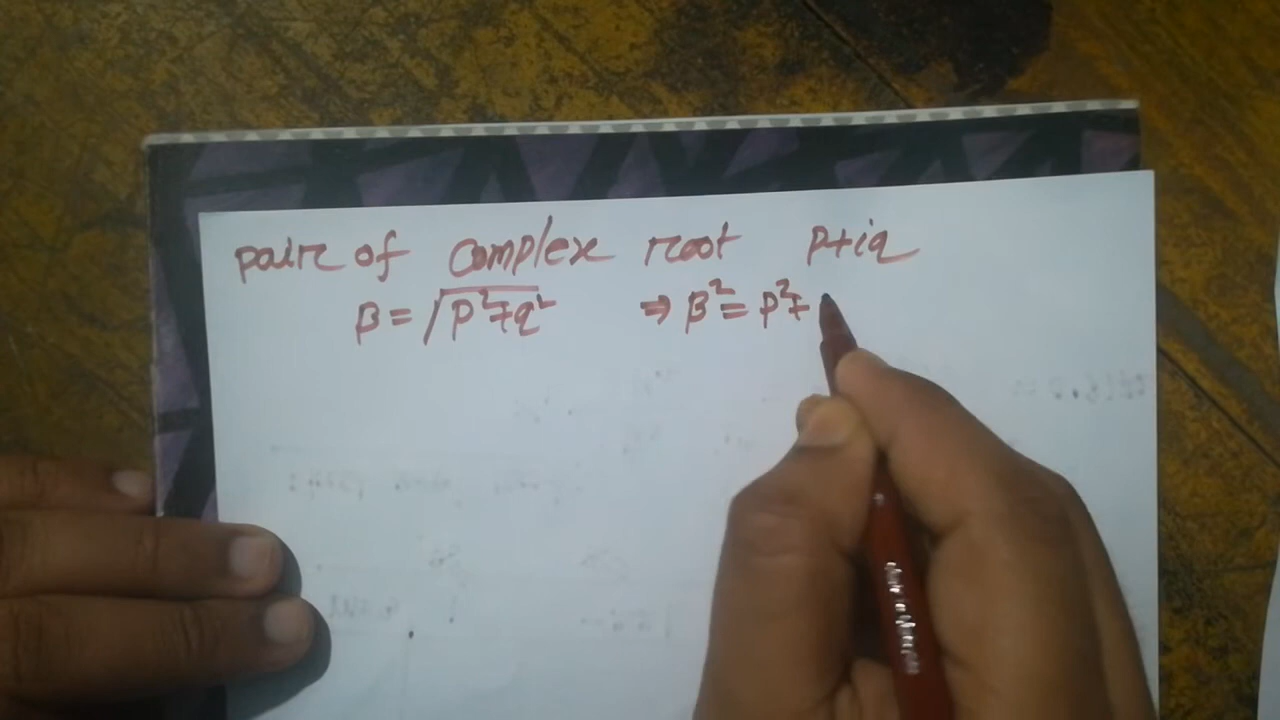 pair of complex root p+iq
β = √p²+q² ⇒ β² = p²+